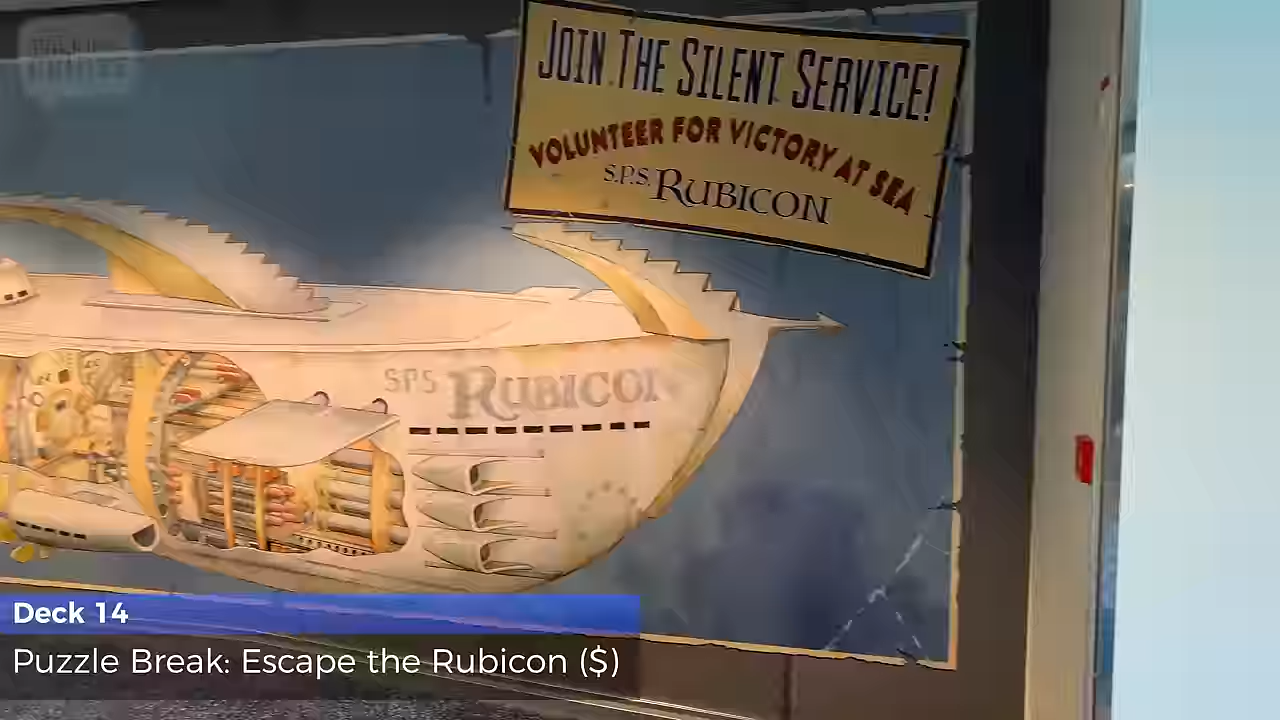 JOIN THE SILENT SERVICE!
VOLUNTEER FOR VICTORY AT SEA
S.P.S. RUBICON
SPS RUBICON
Deck 14
Puzzle Break: Escape the Rubicon ($)